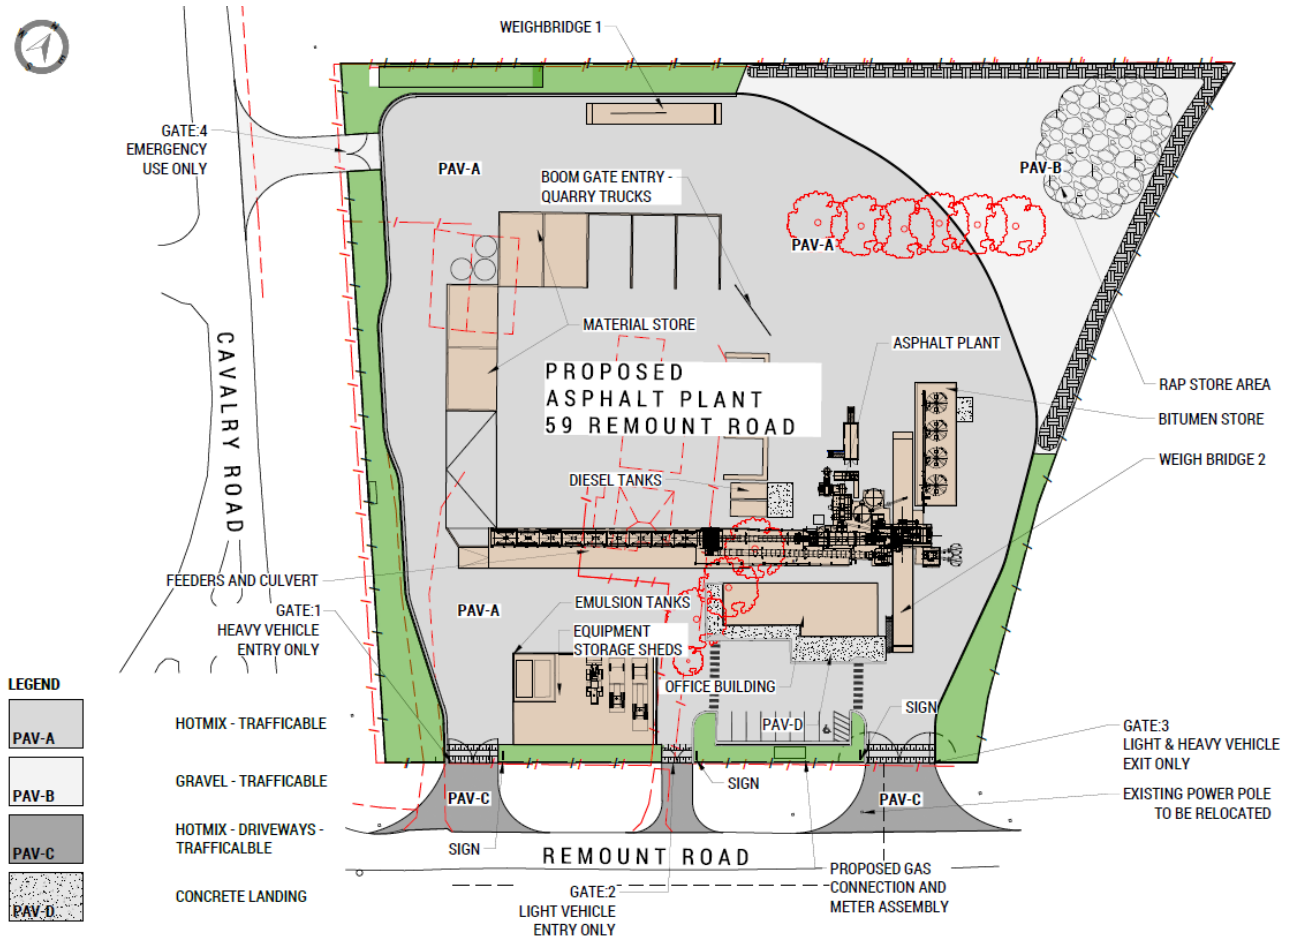 WEIGHBRIDGE 1
GATE:4
EMERGENCY
USE ONLY
PAV-A
BOOM GATE ENTRY -
QUARRY TRUCKS
PAV-B
PAV-A
MATERIAL STORE
ASPHALT PLANT
PROPOSED
ASPHALT PLANT
59 REMOUNT ROAD
RAP STORE AREA
BITUMEN STORE
WEIGH BRIDGE 2
CAVALRY ROAD
DIESEL TANKS
FEEDERS AND CULVERT
GATE:1
HEAVY VEHICLE
ENTRY ONLY
PAV-A
EMULSION TANKS
EQUIPMENT
STORAGE SHEDS
OFFICE BUILDING
PAV-D
SIGN
GATE:3
LIGHT & HEAVY VEHICLE
EXIT ONLY
EXISTING POWER POLE
TO BE RELOCATED
SIGN
PAV-C
PAV-C
SIGN
REMOUNT ROAD
GATE:2
LIGHT VEHICLE
ENTRY ONLY
PROPOSED GAS
CONNECTION AND
METER ASSEMBLY
LEGEND
PAV-A
HOTMIX - TRAFFICABLE
PAV-B
GRAVEL - TRAFFICABLE
PAV-C
HOTMIX - DRIVEWAYS -
TRAFFICALBLE
PAV-D
CONCRETE LANDING